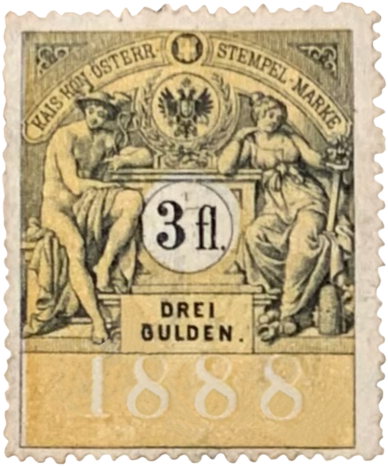 KAIS. KÖN. ÖSTERR. STEMPEL-MARKE
3 fl.
DREI
GULDEN.
1888